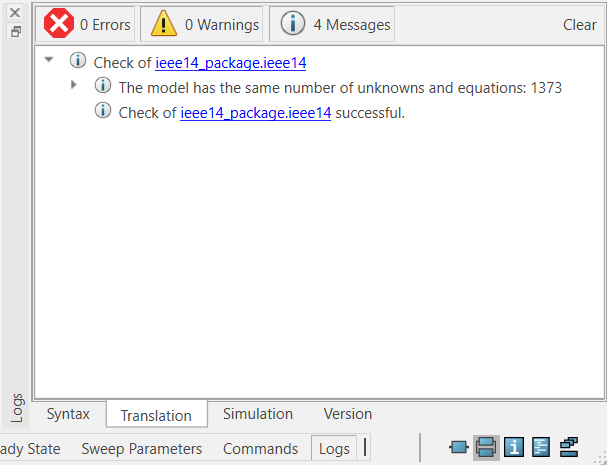 0 Errors
0 Warnings
4 Messages
Clear
Check of ieee14_package.ieee14
The model has the same number of unknowns and equations: 1373
Check of ieee14_package.ieee14 successful.
Logs
Syntax
Translation
Simulation
Version
ady State
Sweep Parameters
Commands
Logs